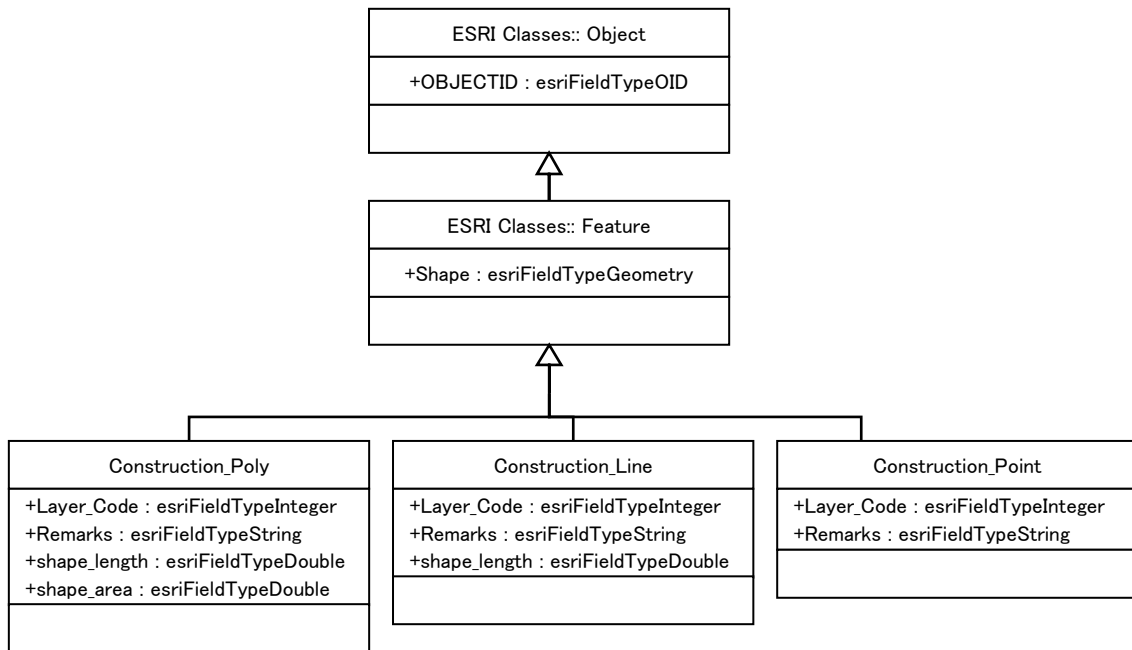 ESRI Classes:: Object
+OBJECTID : esriFieldTypeOID
ESRI Classes:: Feature
+Shape : esriFieldTypeGeometry
Construction_Poly
+Layer_Code : esriFieldTypeInteger
+Remarks : esriFieldTypeString
+shape_length : esriFieldTypeDouble
+shape_area : esriFieldTypeDouble
Construction_Line
+Layer_Code : esriFieldTypeInteger
+Remarks : esriFieldTypeString
+shape_length : esriFieldTypeDouble
Construction_Point
+Layer_Code : esriFieldTypeInteger
+Remarks : esriFieldTypeString